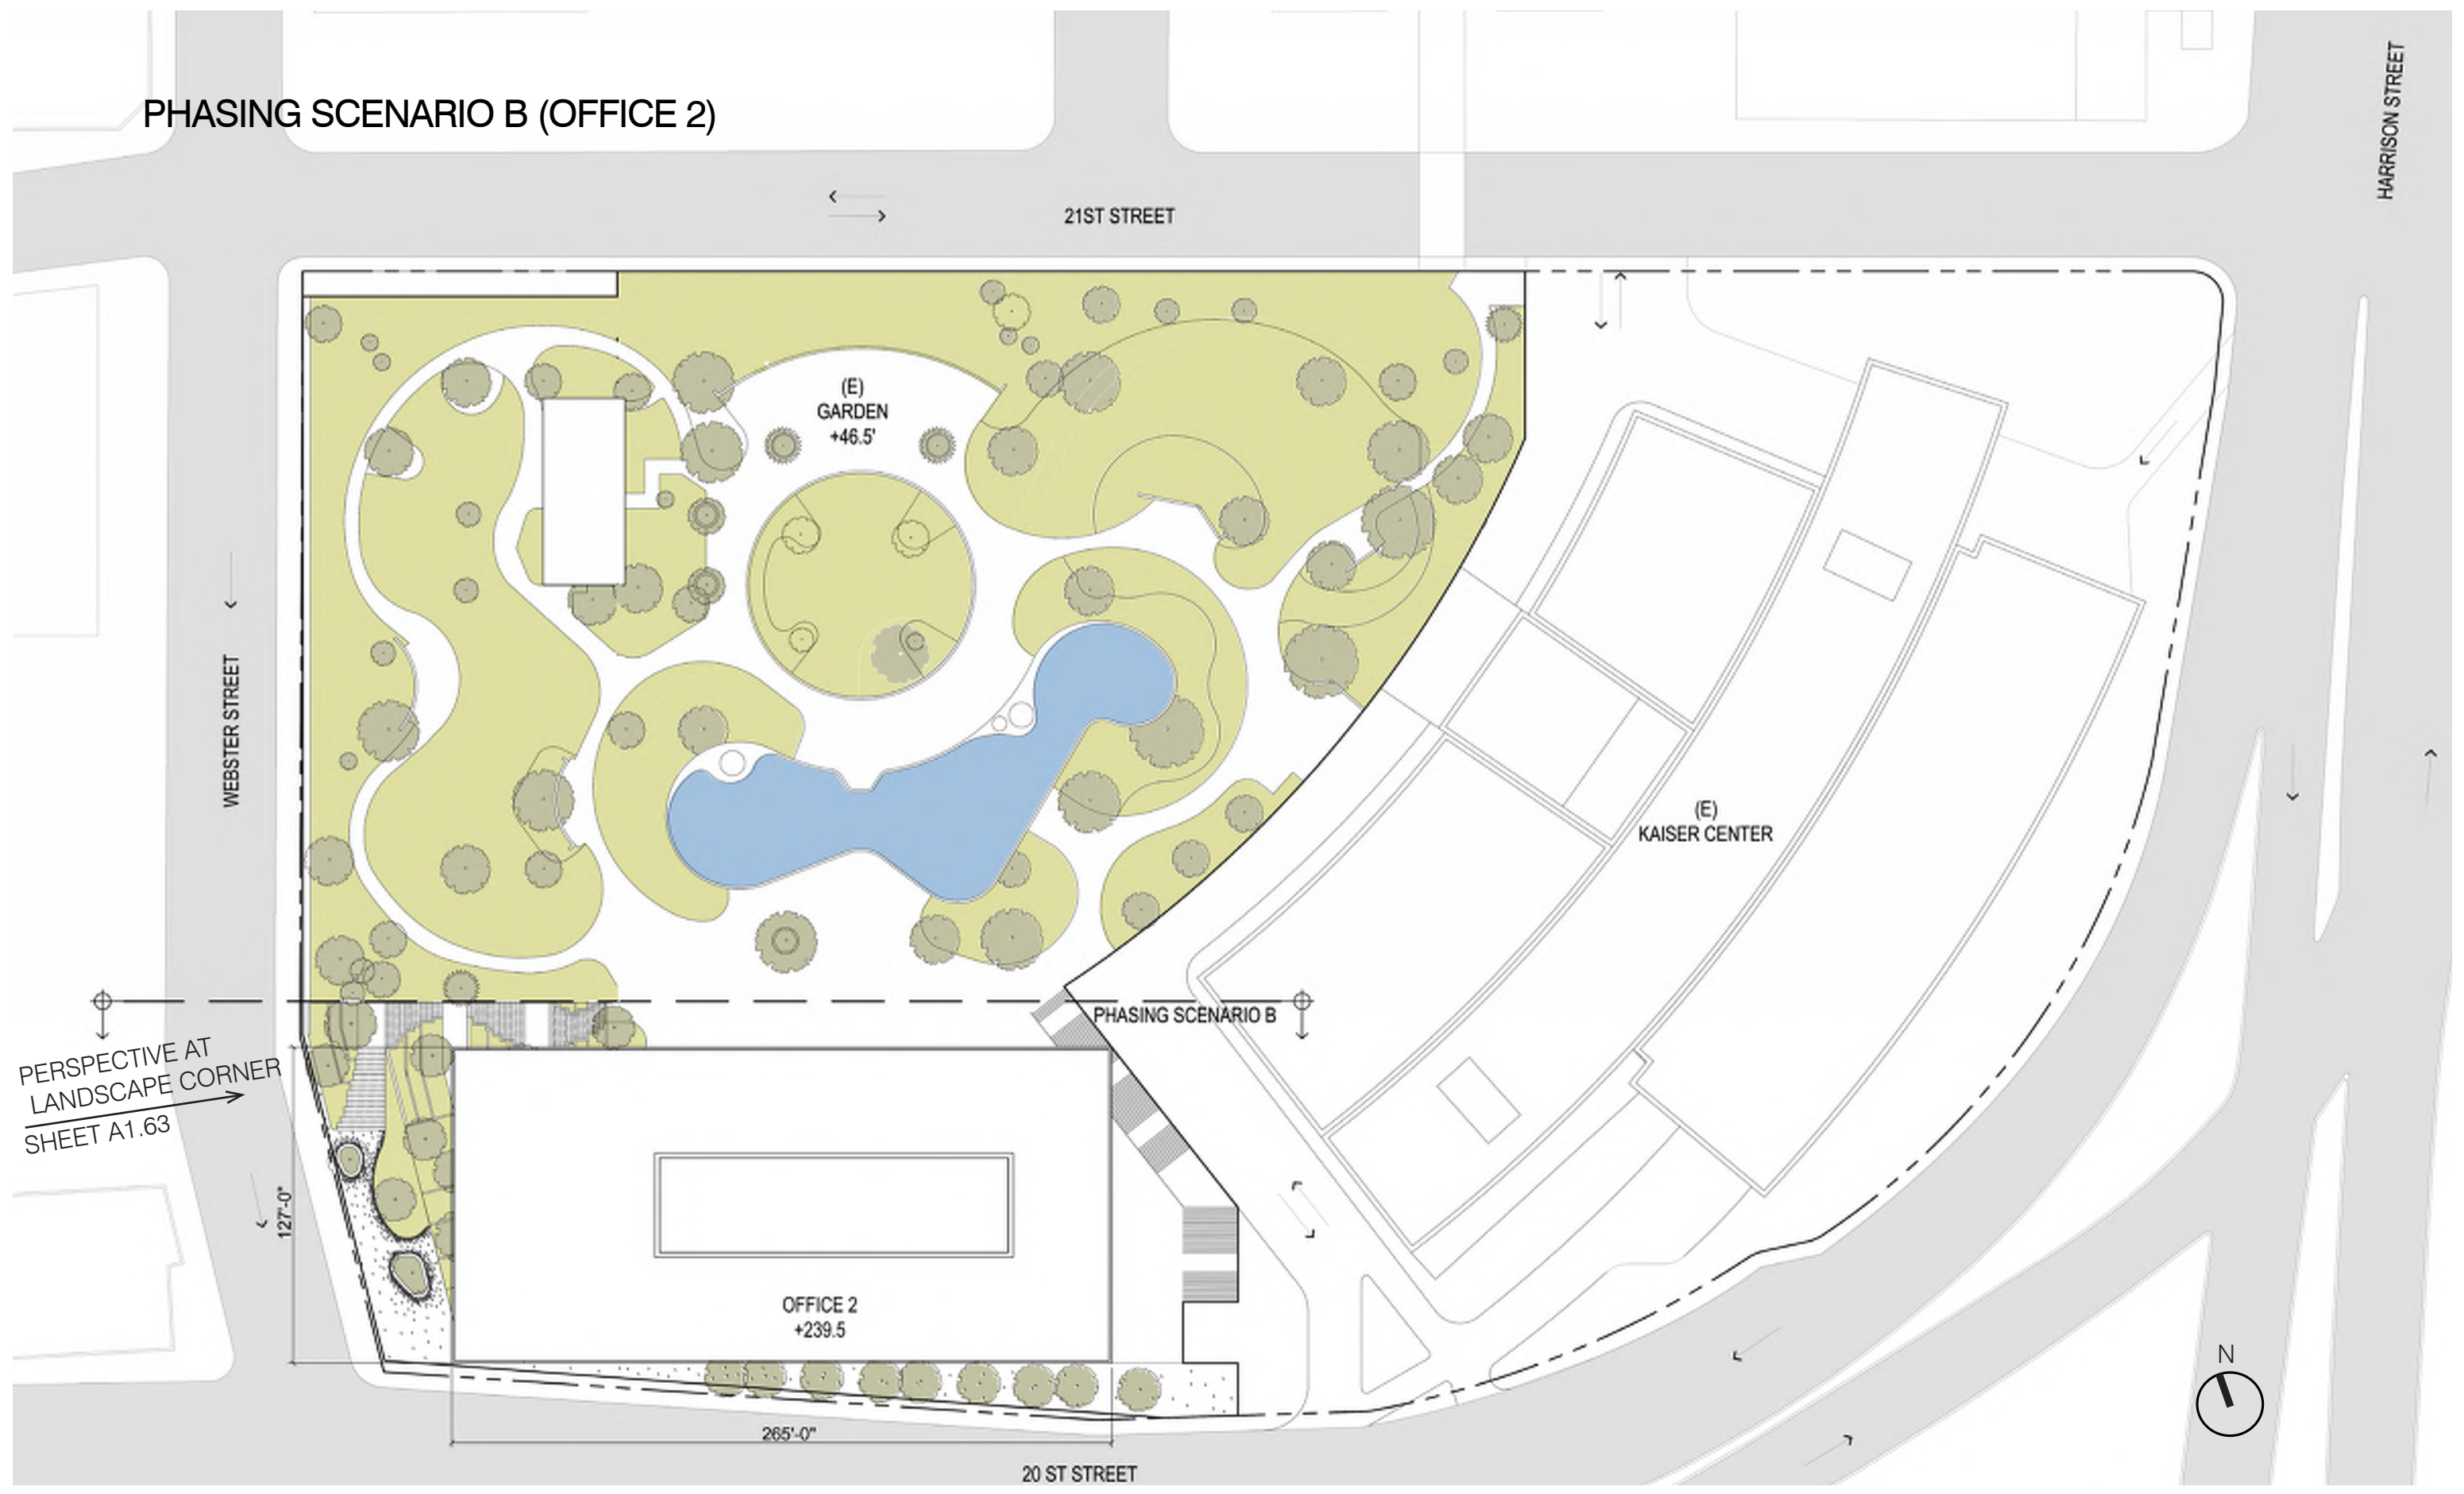 PHASING SCENARIO B (OFFICE 2)
HARRISON STREET
21ST STREET
(E)
GARDEN
+46.5'
WEBSTER STREET
(E)
KAISER CENTER
PHASING SCENARIO B
PERSPECTIVE AT
LANDSCAPE CORNER
SHEET A1.63
127'-0"
OFFICE 2
+239.5
N
265'-0"
20 ST STREET